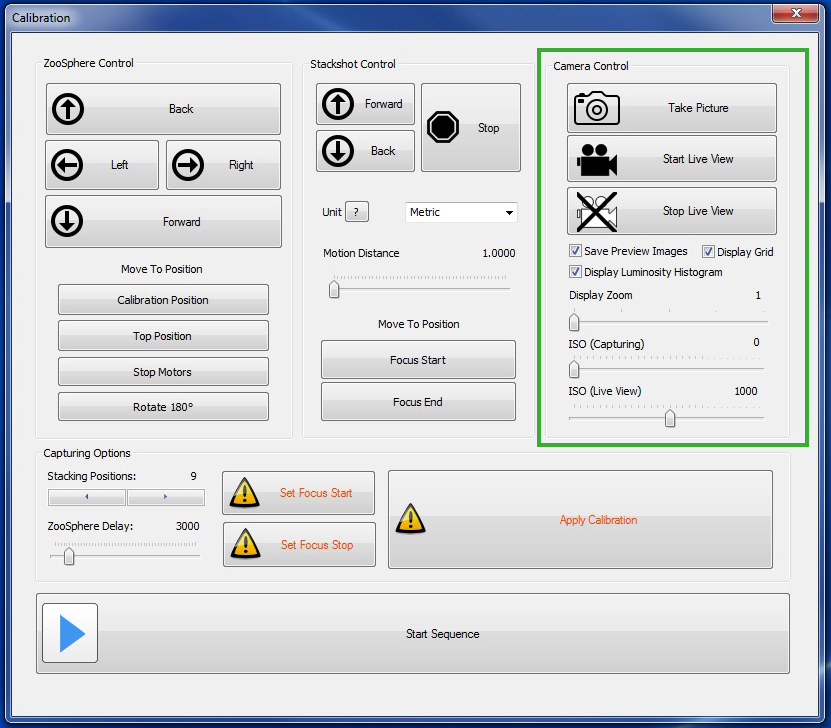 Calibration
ZooSphere Control
Back
Left
Right
Forward
Move To Position
Calibration Position
Top Position
Stop Motors
Rotate 180°
Stackshot Control
Forward
Back
Stop
Unit ? Metric
Motion Distance 1.0000
Move To Position
Focus Start
Focus End
Camera Control
Take Picture
Start Live View
Stop Live View
Save Preview Images Display Grid
Display Luminosity Histogram
Display Zoom 1
ISO (Capturing) 0
ISO (Live View) 1000
Capturing Options
Stacking Positions: 9
ZooSphere Delay: 3000
Set Focus Start
Set Focus Stop
Apply Calibration
Start Sequence